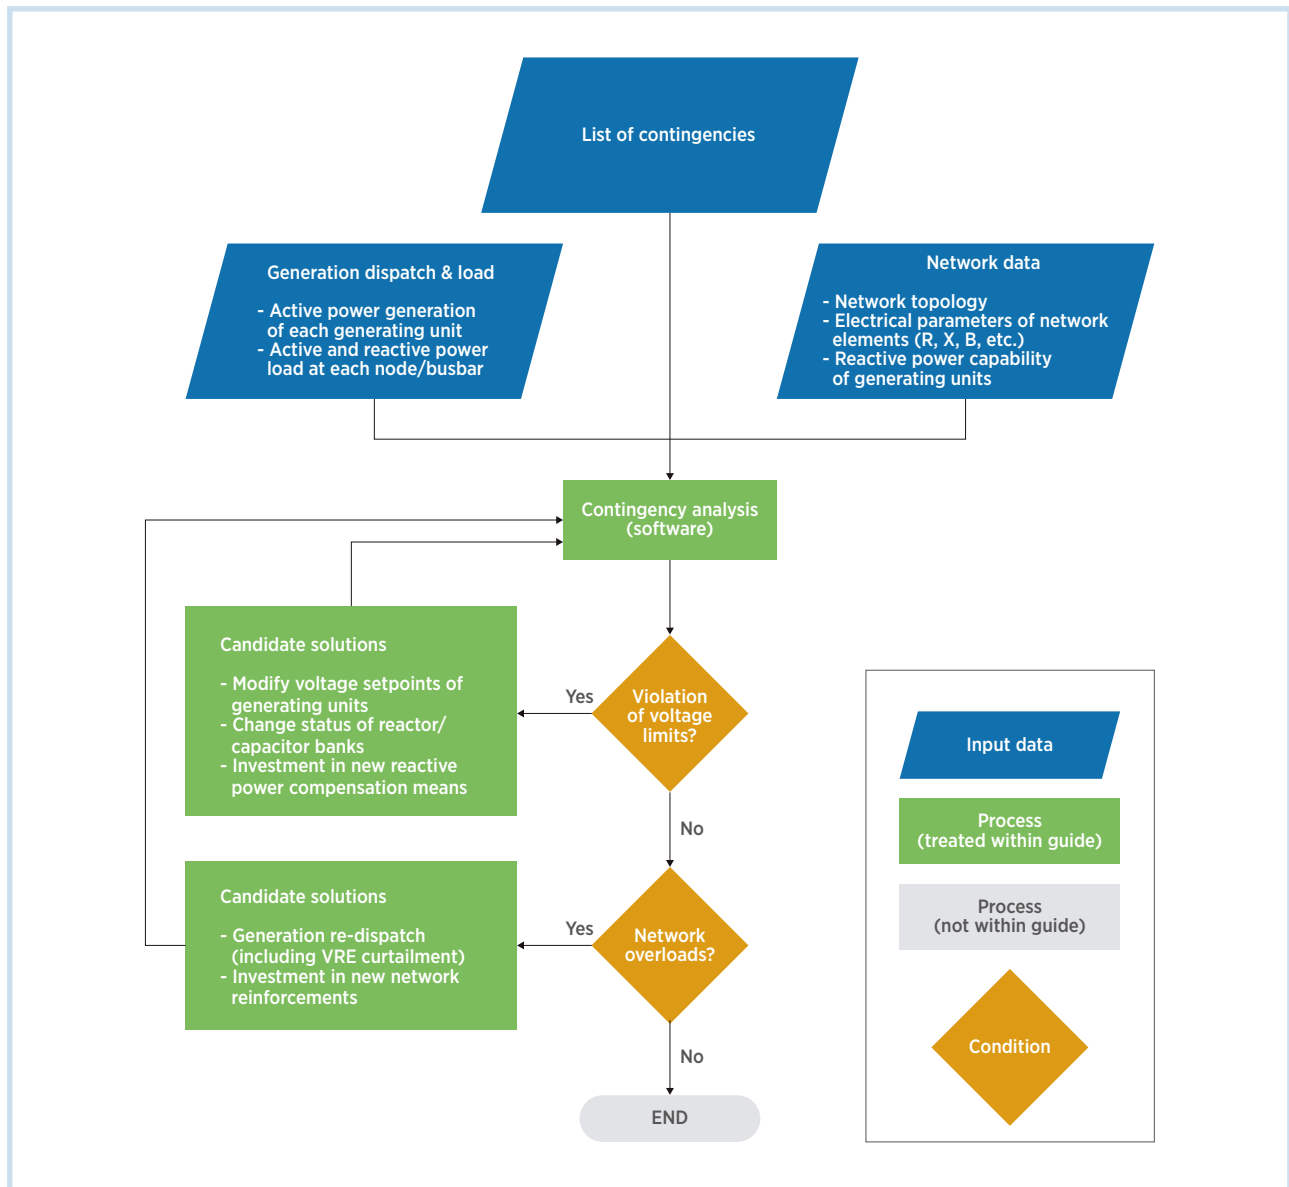 List of contingencies
Generation dispatch & load
- Active power generation
of each generating unit
- Active and reactive power
load at each node/busbar
Network data
- Network topology
- Electrical parameters of network
elements (R, X, B, etc.)
- Reactive power capability
of generating units
Contingency analysis
(software)
Candidate solutions
- Modify voltage setpoints of
generating units
- Change status of reactor/
capacitor banks
- Investment in new reactive
power compensation means
Yes
Violation
of voltage
limits?
No
Candidate solutions
- Generation re-dispatch
(including VRE curtailment)
- Investment in new network
reinforcements
Yes
Network
overloads?
No
END
Input data
Process
(treated within guide)
Process
(not within guide)
Condition